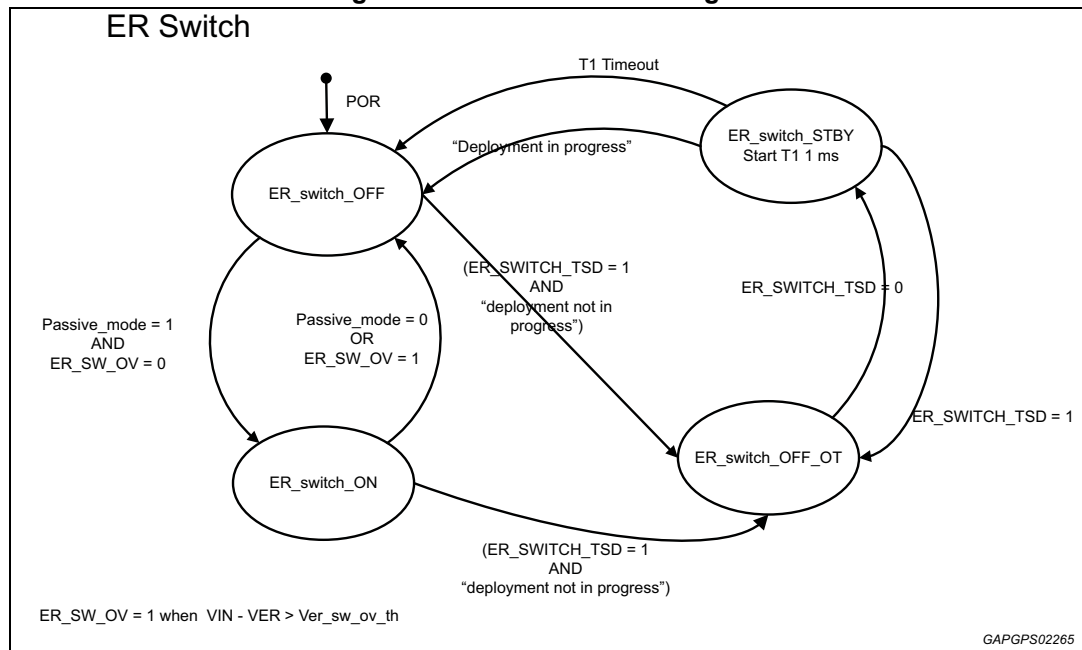 ER Switch
T1 Timeout
POR
ER_switch_STBY
Start T1 1 ms
“Deployment in progress”
ER_switch_OFF
(ER_SWITCH_TSD = 1
AND
“deployment not in
progress”)
ER_SWITCH_TSD = 0
Passive_mode = 1
AND
ER_SW_OV = 0
Passive_mode = 0
OR
ER_SW_OV = 1
ER_SWITCH_TSD = 1
ER_switch_OFF_OT
ER_switch_ON
(ER_SWITCH_TSD = 1
AND
“deployment not in progress”)
ER_SW_OV = 1 when  VIN - VER > Ver_sw_ov_th
GAPGPS02265